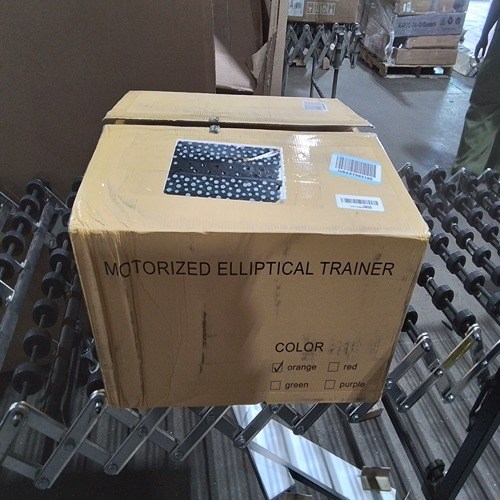 MOTORIZED ELLIPTICAL TRAINER
COLOR
orange
red
green
purple